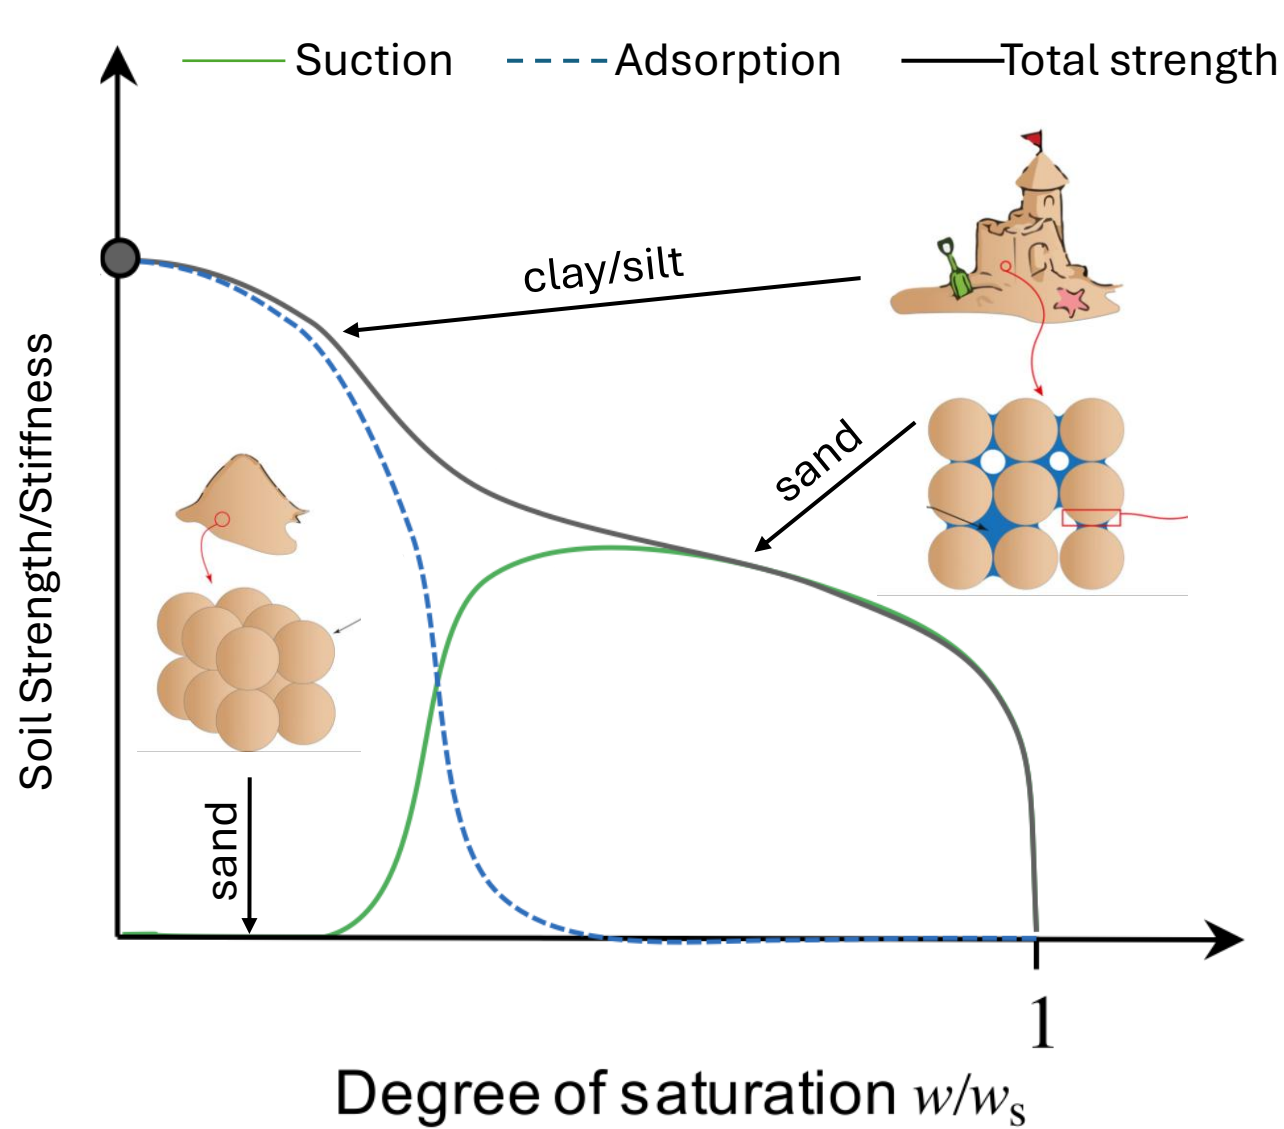 Suction
Adsorption
Total strength
clay/silt
sand
Soil Strength/Stiffness
sand
1
Degree of saturation w/wₛ